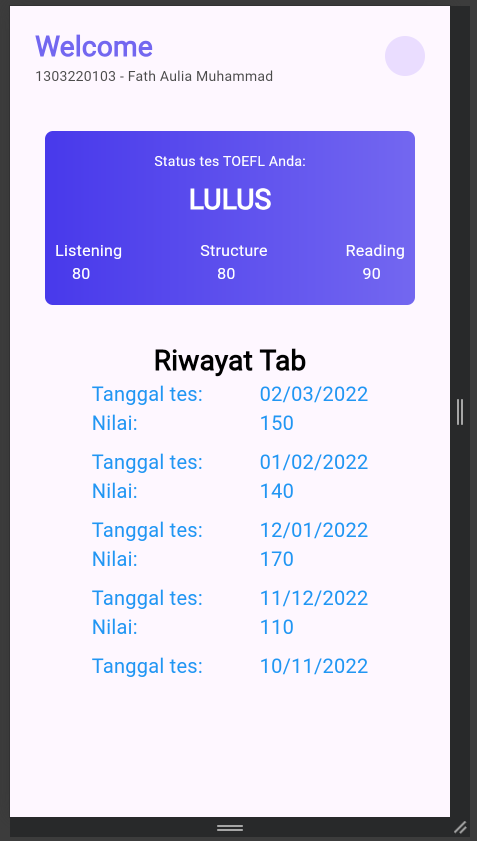 Welcome
1303220103 - Fath Aulia Muhammad
Status tes TOEFL Anda:
LULUS
Listening Structure Reading
80 80 90
Riwayat Tab
Tanggal tes: 02/03/2022
Nilai: 150
Tanggal tes: 01/02/2022
Nilai: 140
Tanggal tes: 12/01/2022
Nilai: 170
Tanggal tes: 11/12/2022
Nilai: 110
Tanggal tes: 10/11/2022